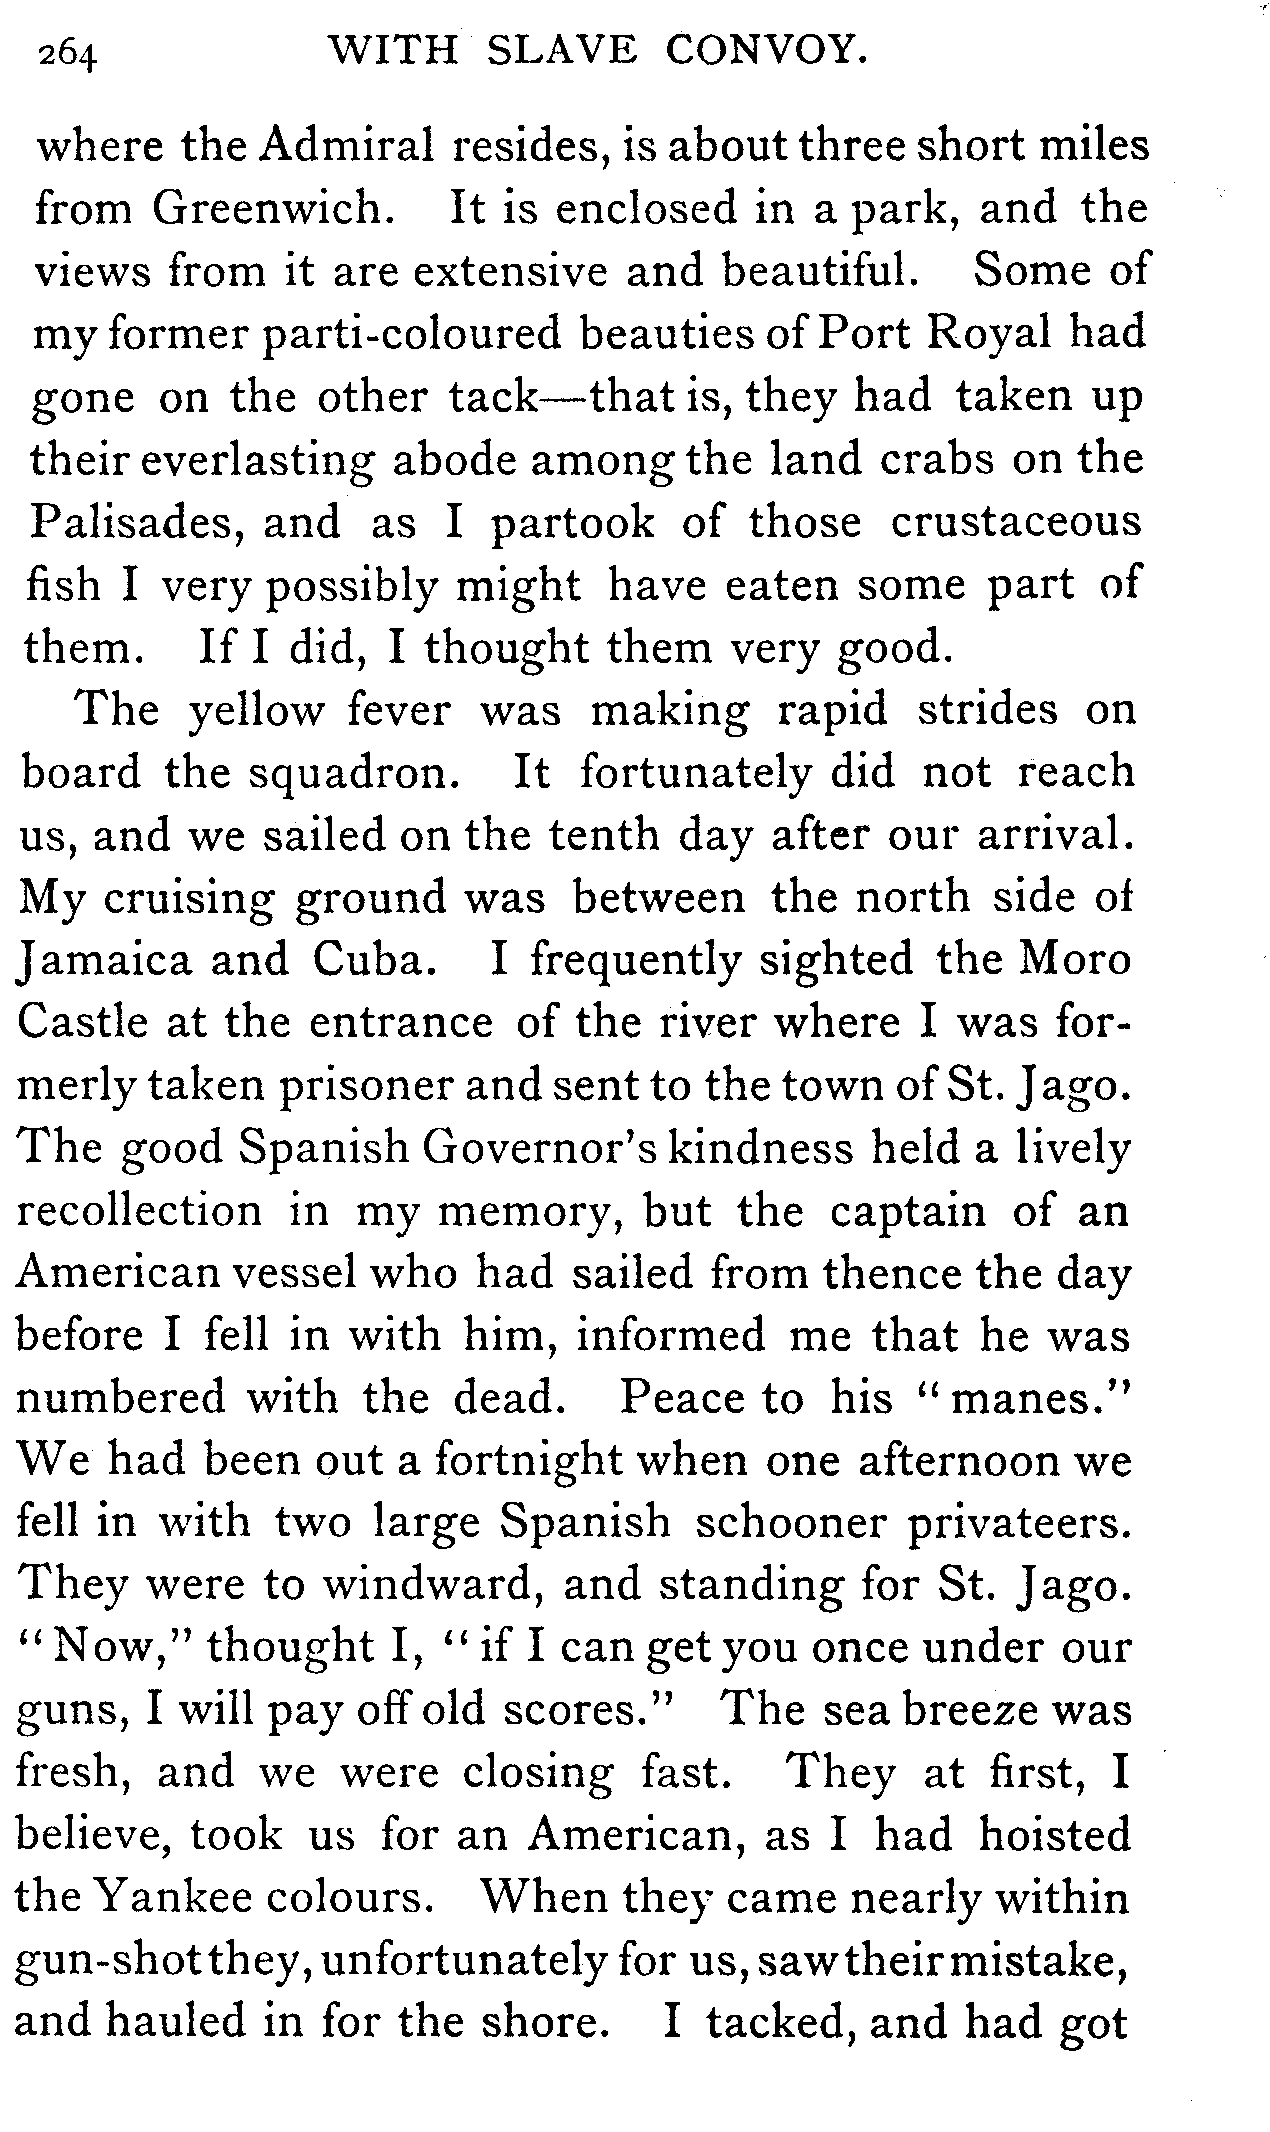 264 WITH SLAVE CONVOY.
where the Admiral resides, is about three short miles
from Greenwich. It is enclosed in a park, and the
views from it are extensive and beautiful. Some of
my former parti-coloured beauties of Port Royal had
gone on the other tack—that is, they had taken up
their everlasting abode among the land crabs on the
Palisades, and as I partook of those crustaceous
fish I very possibly might have eaten some part of
them. If I did, I thought them very good.
The yellow fever was making rapid strides on
board the squadron. It fortunately did not reach
us, and we sailed on the tenth day after our arrival.
My cruising ground was between the north side of
Jamaica and Cuba. I frequently sighted the Moro
Castle at the entrance of the river where I was for-
merly taken prisoner and sent to the town of St. Jago.
The good Spanish Governor's kindness held a lively
recollection in my memory, but the captain of an
American vessel who had sailed from thence the day
before I fell in with him, informed me that he was
numbered with the dead. Peace to his "manes."
We had been out a fortnight when one afternoon we
fell in with two large Spanish schooner privateers.
They were to windward, and standing for St. Jago.
"Now," thought I, "if I can get you once under our
guns, I will pay off old scores." The sea breeze was
fresh, and we were closing fast. They at first, I
believe, took us for an American, as I had hoisted
the Yankee colours. When they came nearly within
gun-shot they, unfortunately for us, saw their mistake,
and hauled in for the shore. I tacked, and had got